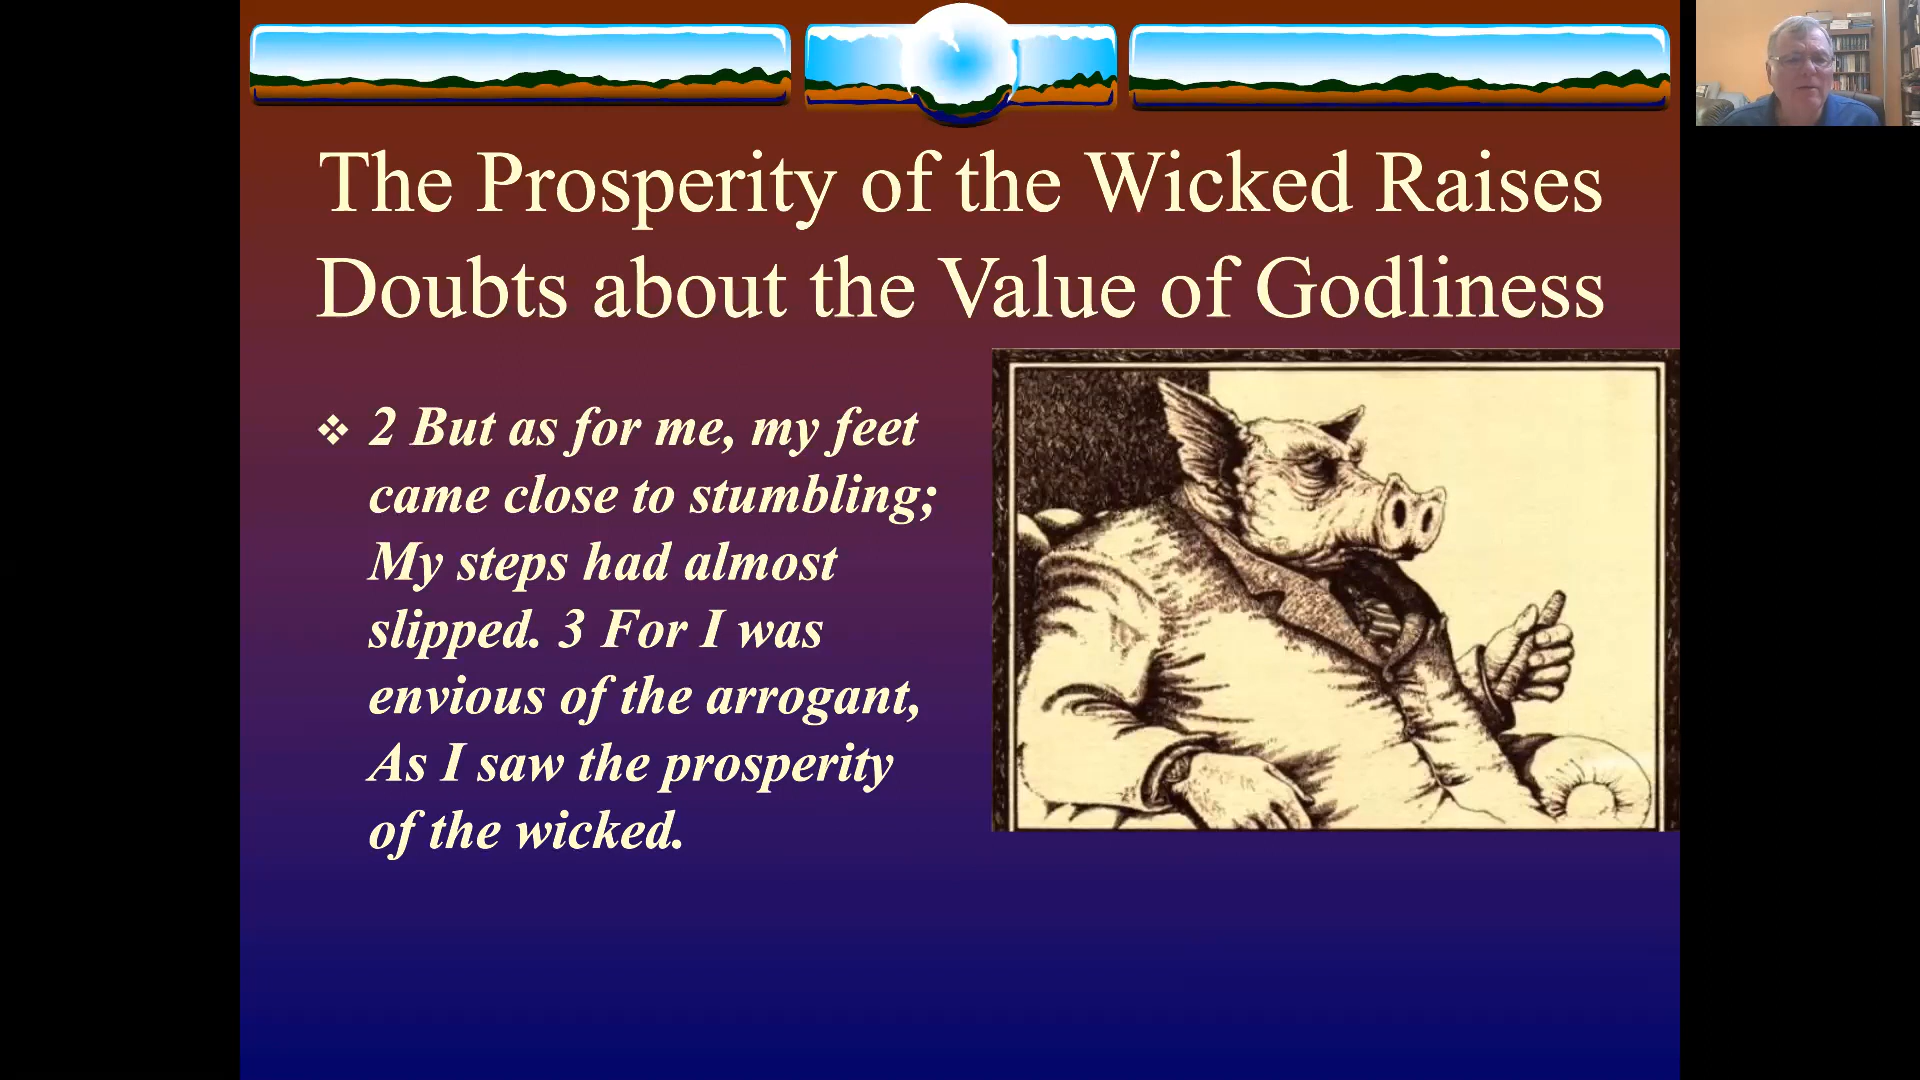 The Prosperity of the Wicked Raises
Doubts about the Value of Godliness
❖ 2 But as for me, my feet
came close to stumbling;
My steps had almost
slipped. 3 For I was
envious of the arrogant,
As I saw the prosperity
of the wicked.